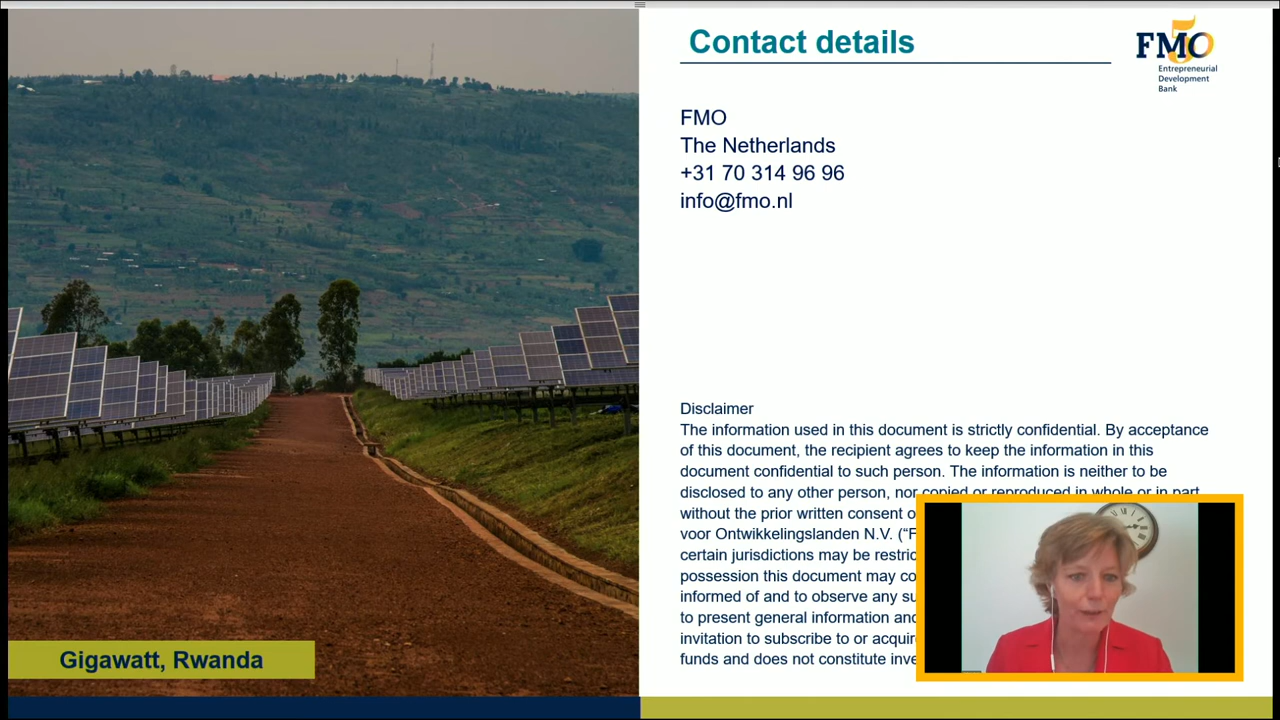 Contact details
FMO
50
Entrepreneurial
Development
Bank
FMO
The Netherlands
+31 70 314 96 96
info@fmo.nl
Disclaimer
The information used in this document is strictly confidential. By acceptance
of this document, the recipient agrees to keep the information in this
document confidential to such person. The information is neither to be
disclosed to any other person, nor copied or reproduced in whole or in part
without the prior written consent
voor Ontwikkelingslanden N.V. (“F
certain jurisdictions may be
possession this document may
informed of and to observe any
to present general information and
invitation to subscribe to or
funds and does not constitute
Gigawatt, Rwanda